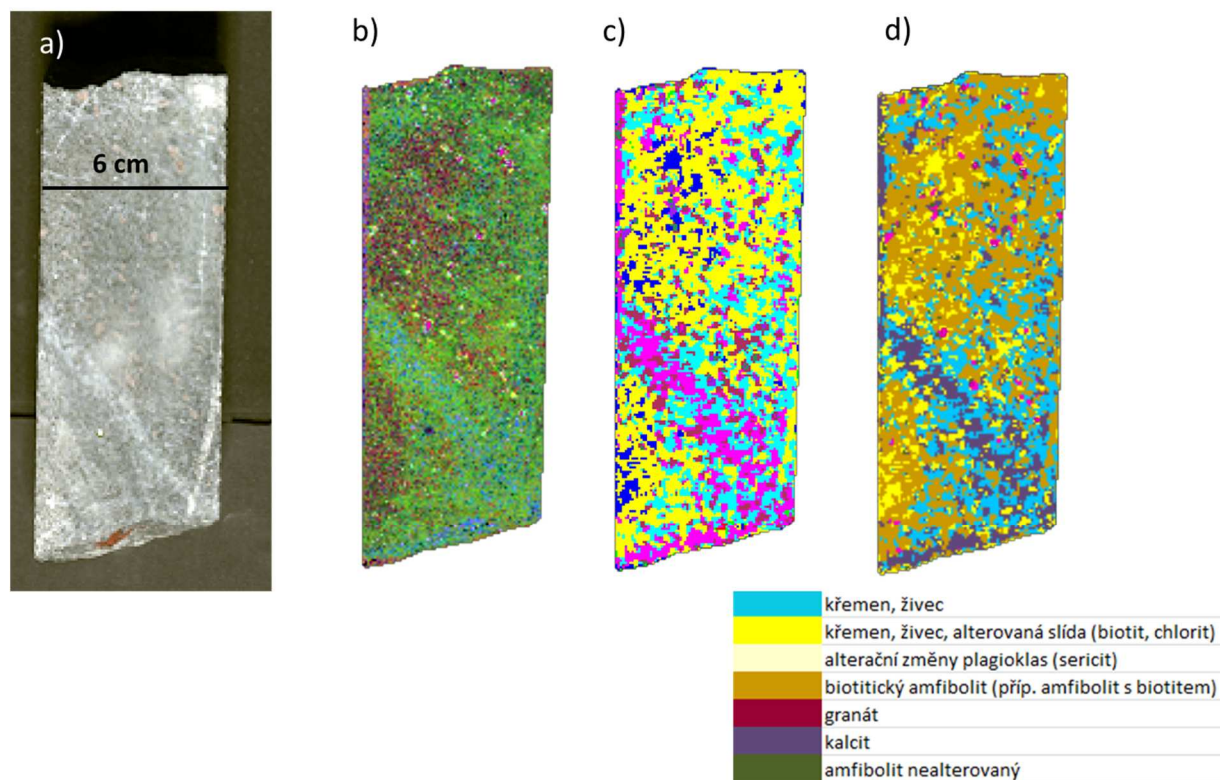 a)
b)
c)
d)
6 cm
křemen, živec
křemen, živec, alterovaná slída (biotit, chlorit)
alterační změny plagioklas (sericit)
biotitický amfibolit (příp. amfibolit s biotitem)
granát
kalcit
amfibolit nealterovaný